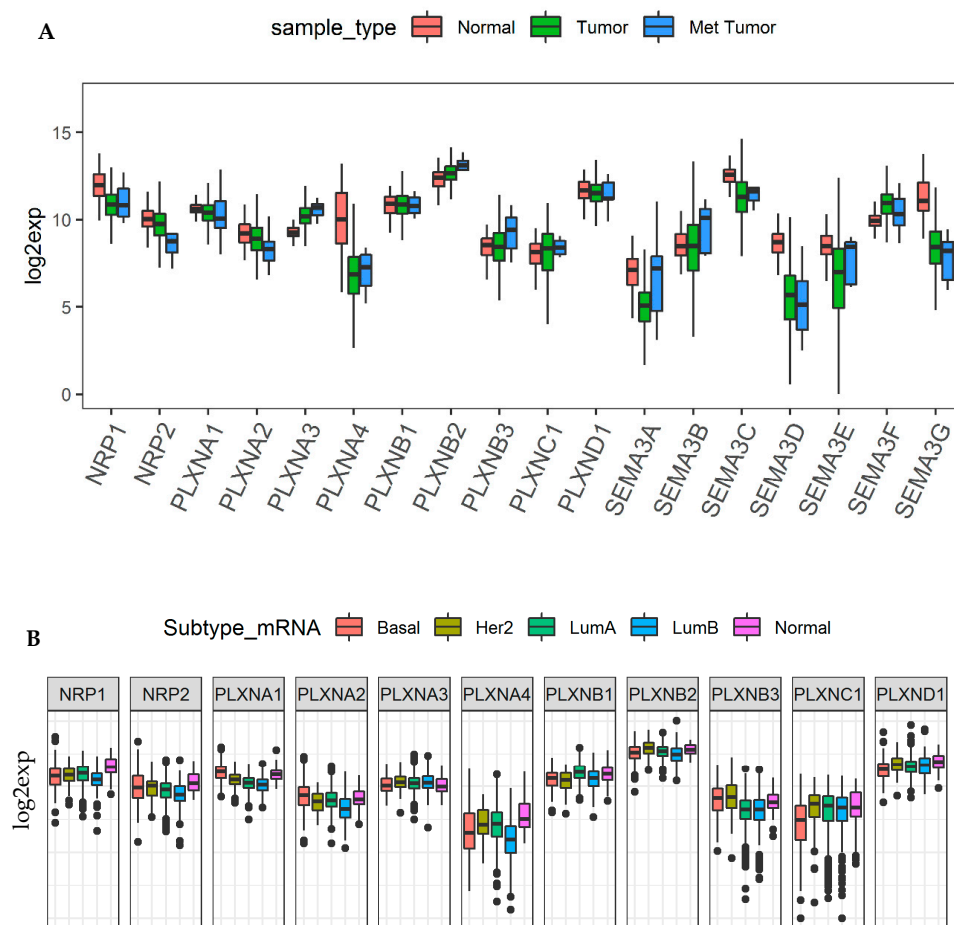 A
sample_type Normal Tumor Met Tumor
log2exp
15
10
5
0
NRP1 NRP2 PLXNA1 PLXNA2 PLXNA3 PLXNA4 PLXNB1 PLXNB2 PLXNB3 PLXNC1 PLXND1 SEMA3A SEMA3B SEMA3C SEMA3D SEMA3E SEMA3F SEMA3G
B
Subtype_mRNA Basal Her2 LumA LumB Normal
NRP1 NRP2 PLXNA1 PLXNA2 PLXNA3 PLXNA4 PLXNB1 PLXNB2 PLXNB3 PLXNC1 PLXND1
log2exp